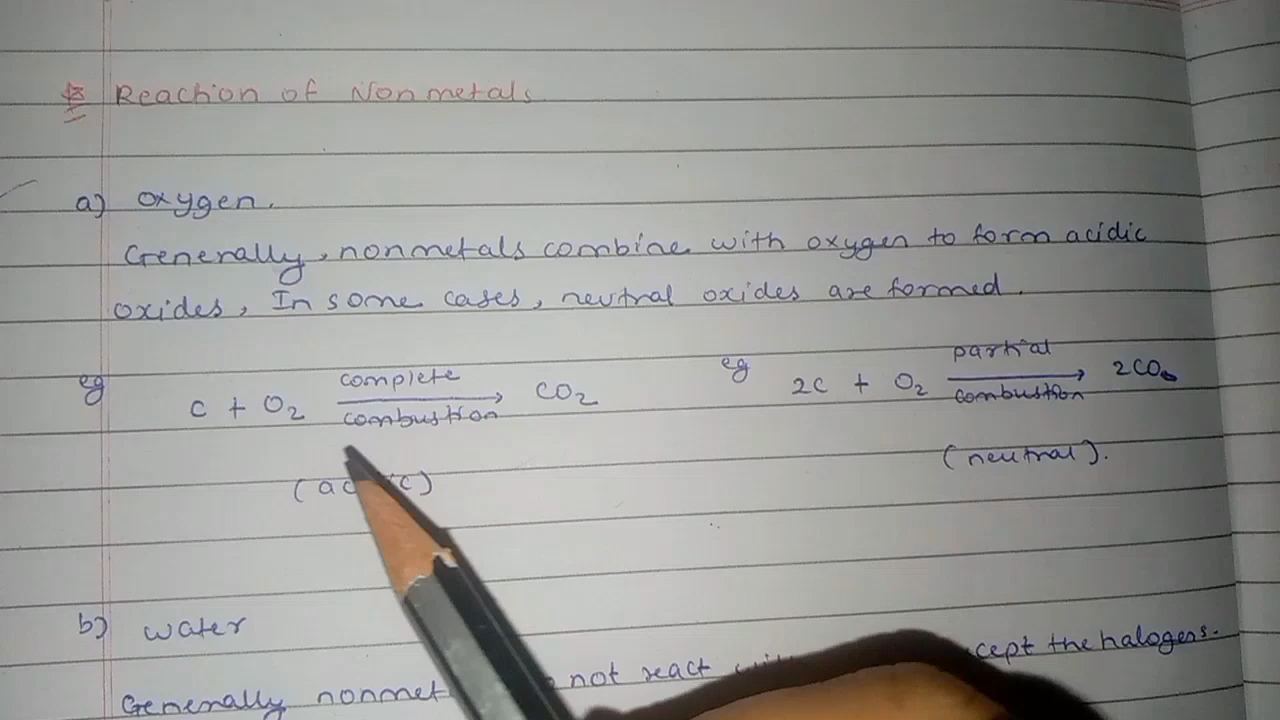 Reaction of Nonmetals
a) oxygen.
Generally, nonmetals combine with oxygen to form acidic
oxides, In some cases, neutral oxides are formed.
eg C + O2 complete combustion → CO2 eg 2C + O2 partial combustion → 2CO
(neutral).
b) water
Generally not react cept the halogens.